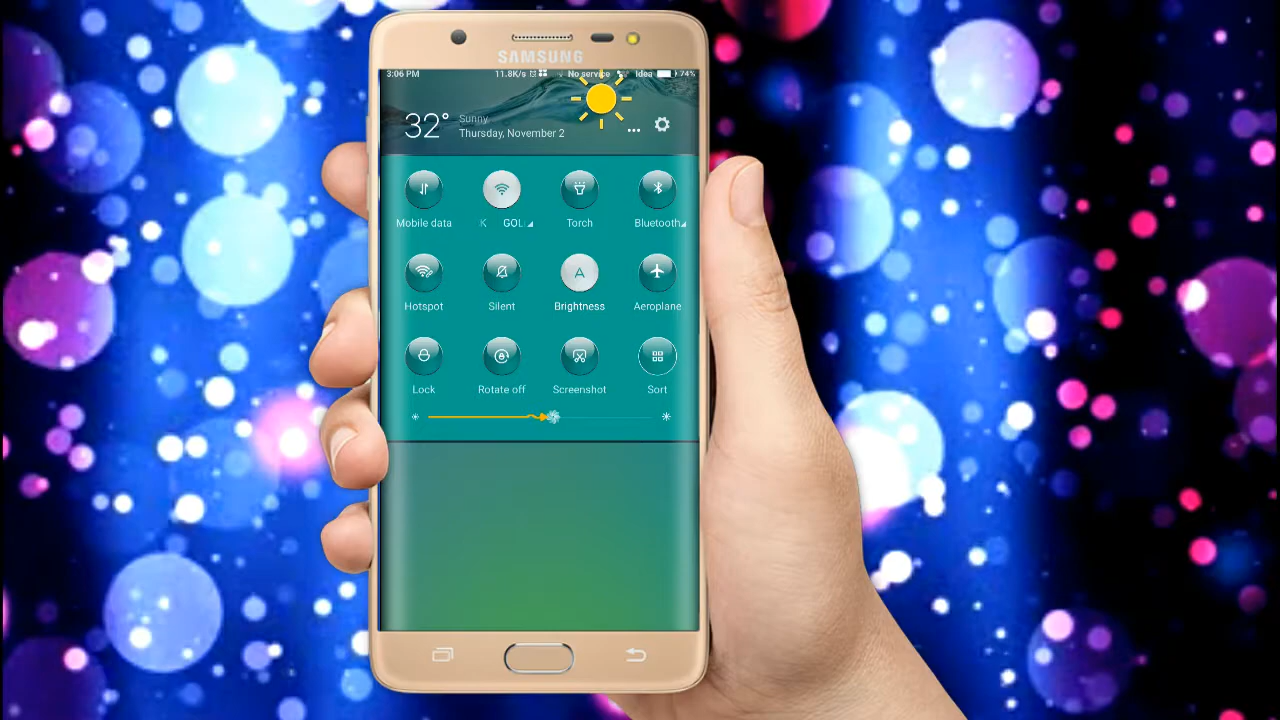 SAMSUNG
3:06 PM 11.8K/s No service Idea 74%
32° Sunny
Thursday, November 2
Mobile data K GOL Torch Bluetooth
Hotspot Silent Brightness Aeroplane
A
Lock Rotate off Screenshot Sort